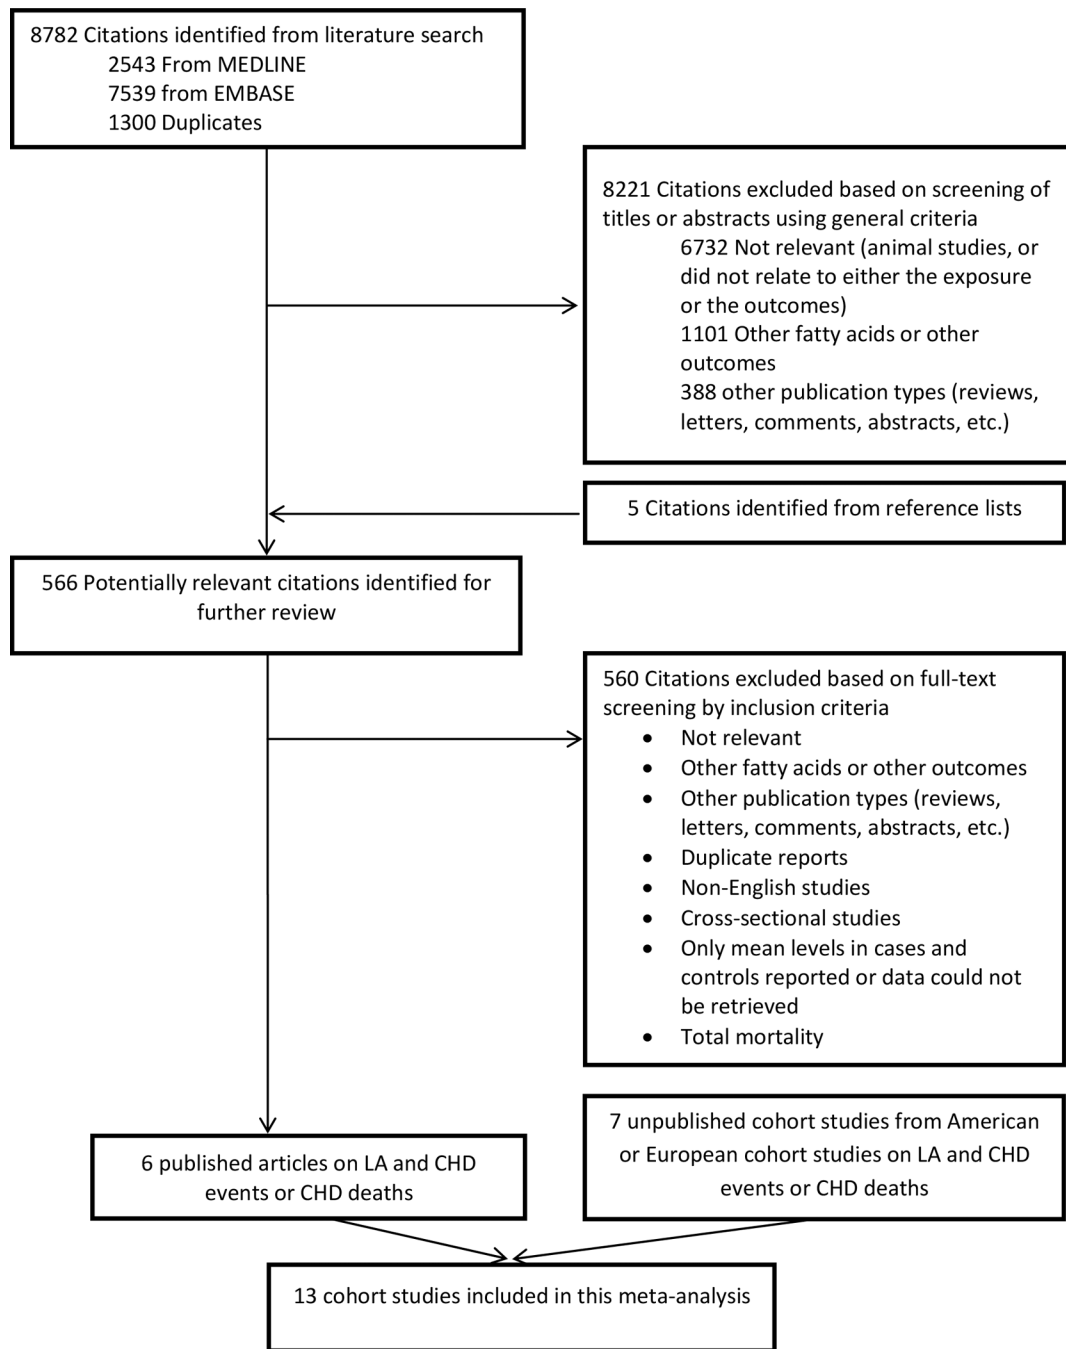 8782 Citations identified from literature search
2543 From MEDLINE
7539 from EMBASE
1300 Duplicates
8221 Citations excluded based on screening of
titles or abstracts using general criteria
6732 Not relevant (animal studies, or
did not relate to either the exposure
or the outcomes)
1101 Other fatty acids or other
outcomes
388 other publication types (reviews,
letters, comments, abstracts, etc.)
5 Citations identified from reference lists
566 Potentially relevant citations identified for
further review
560 Citations excluded based on full-text
screening by inclusion criteria
• Not relevant
• Other fatty acids or other outcomes
• Other publication types (reviews,
letters, comments, abstracts, etc.)
• Duplicate reports
• Non-English studies
• Cross-sectional studies
• Only mean levels in cases and
controls reported or data could not
be retrieved
• Total mortality
7 unpublished cohort studies from American
or European cohort studies on LA and CHD
events or CHD deaths
6 published articles on LA and CHD
events or CHD deaths
13 cohort studies included in this meta-analysis